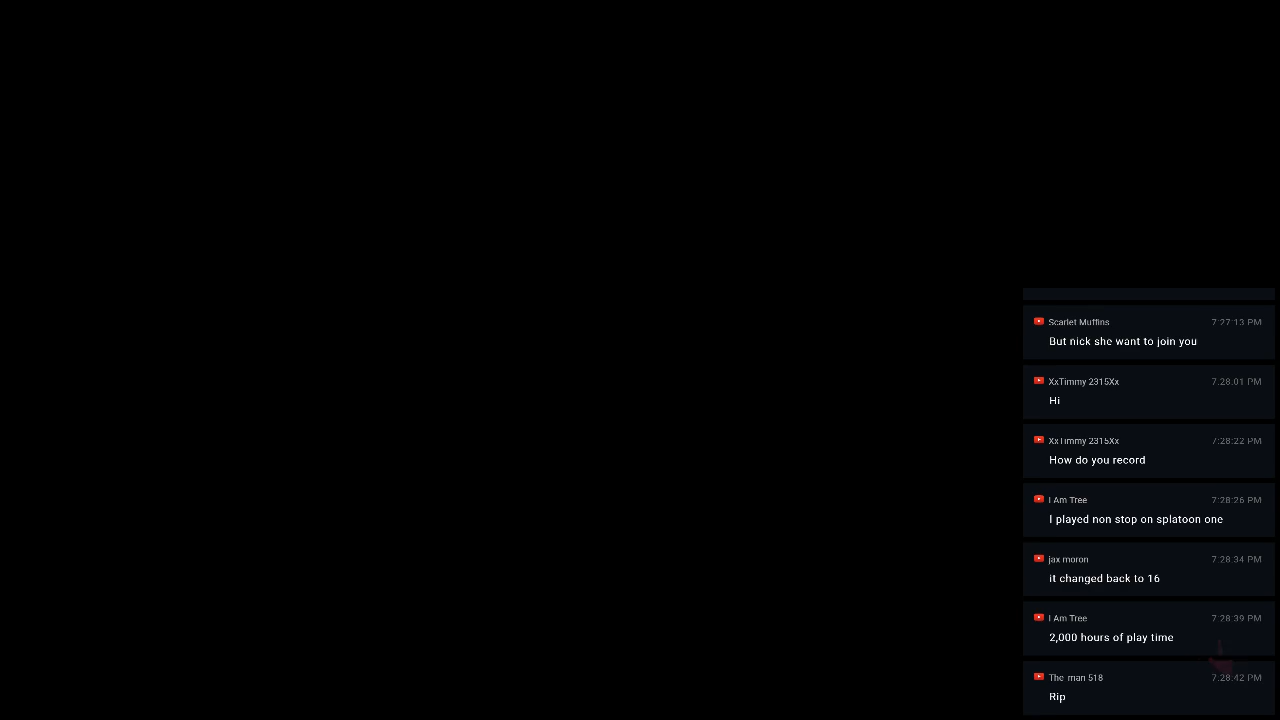 Scarlet Muffins 7:27:13 PM
But nick she want to join you
XxTimmy 2315Xx 7:28:01 PM
Hi
XxTimmy 2315Xx 7:28:22 PM
How do you record
I Am Tree 7:28:26 PM
I played non stop on splatoon one
jax moron 7:28:34 PM
it changed back to 16
I Am Tree 7:28:39 PM
2,000 hours of play time
The man 518 7:28:42 PM
Rip